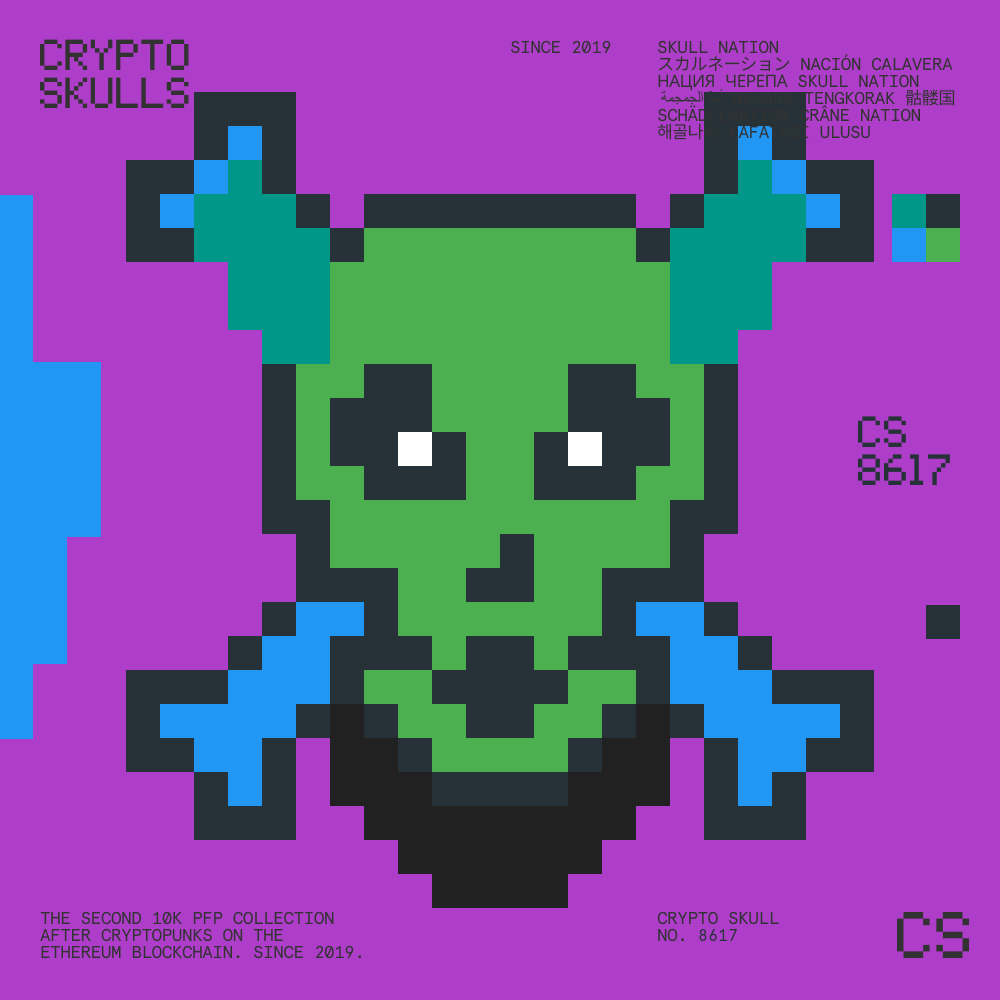 CRYPTO
SKULLS
SINCE 2019
SKULL NATION
スカルネーション NACIÓN CALAVERA
НАЦИЯ ЧЕРЕПА SKULL NATION
TENGKORAK 骷髅国
CRÂNE NATION
ULUSU
CS
8617
THE SECOND 10K PFP COLLECTION
AFTER CRYPTOPUNKS ON THE
ETHEREUM BLOCKCHAIN. SINCE 2019.
CRYPTO SKULL
NO. 8617
CS